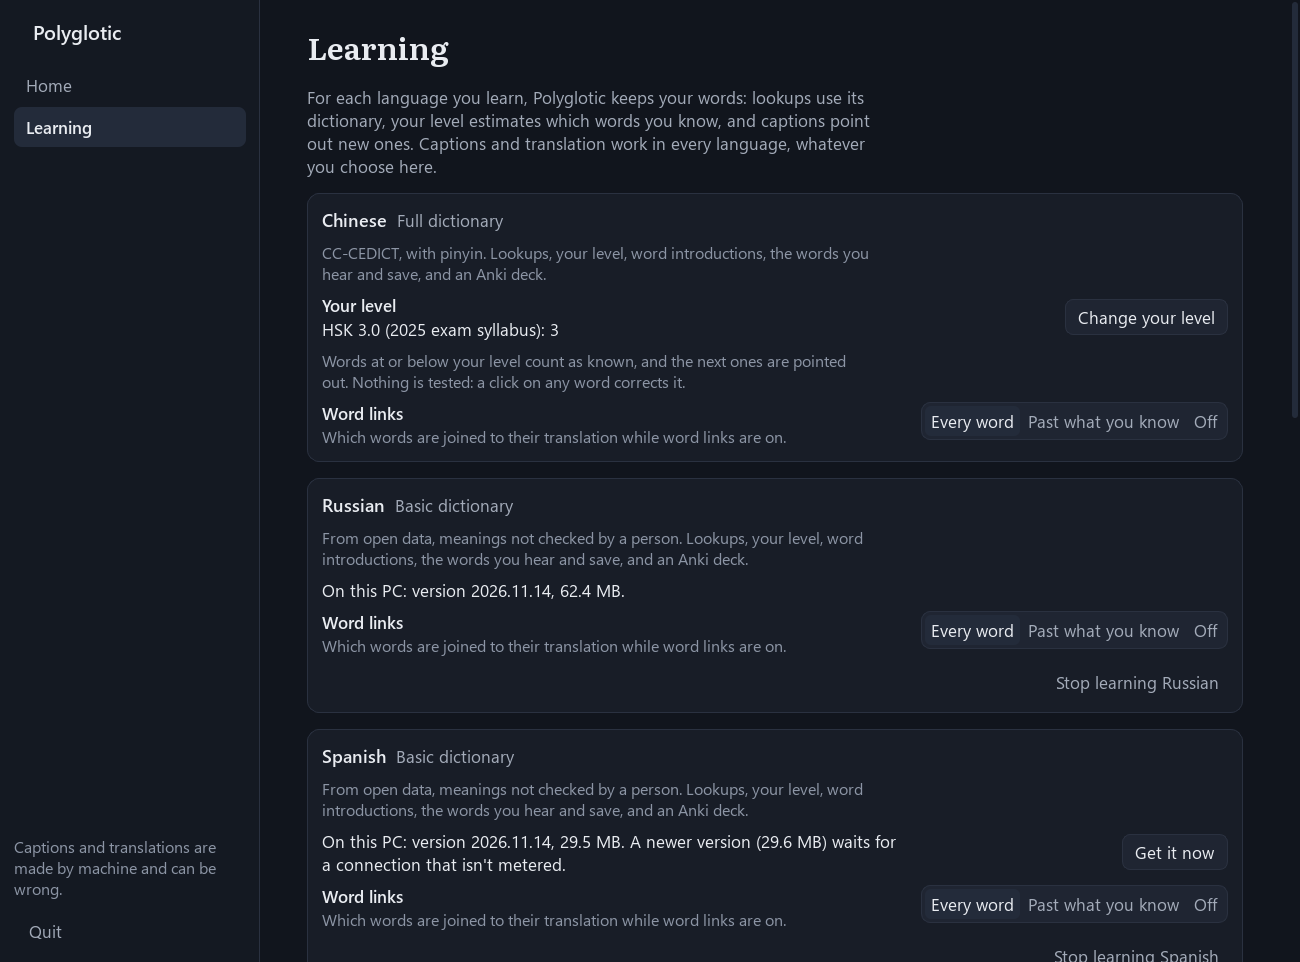 Polyglotic
Home
Learning
Captions and translations are
made by machine and can be
wrong.
Quit
Learning
For each language you learn, Polyglotic keeps your words: lookups use its
dictionary, your level estimates which words you know, and captions point
out new ones. Captions and translation work in every language, whatever
you choose here.
Chinese Full dictionary
CC-CEDICT, with pinyin. Lookups, your level, word introductions, the words you
hear and save, and an Anki deck.
Your level
HSK 3.0 (2025 exam syllabus): 3
Change your level
Words at or below your level count as known, and the next ones are pointed
out. Nothing is tested: a click on any word corrects it.
Word links
Which words are joined to their translation while word links are on.
Every word Past what you know Off
Russian Basic dictionary
From open data, meanings not checked by a person. Lookups, your level, word
introductions, the words you hear and save, and an Anki deck.
On this PC: version 2026.11.14, 62.4 MB.
Word links
Which words are joined to their translation while word links are on.
Every word Past what you know Off
Stop learning Russian
Spanish Basic dictionary
From open data, meanings not checked by a person. Lookups, your level, word
introductions, the words you hear and save, and an Anki deck.
On this PC: version 2026.11.14, 29.5 MB. A newer version (29.6 MB) waits for
a connection that isn't metered.
Get it now
Word links
Which words are joined to their translation while word links are on.
Every word Past what you know Off
Stop learning Spanish